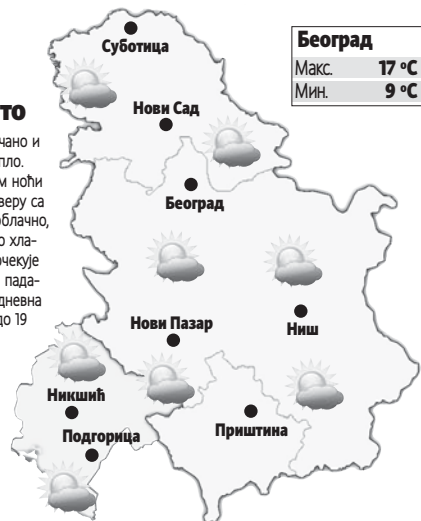 то
чано и
пло.
м ноћи
веру са
облачно,
о хла-
очекује
пада-
дневна
до 19
Београд
Макс. 17 °C
Мин. 9 °C
Суботица
Нови Сад
Београд
Нови Пазар
Ниш
Никшић
Подгорица
Приштина